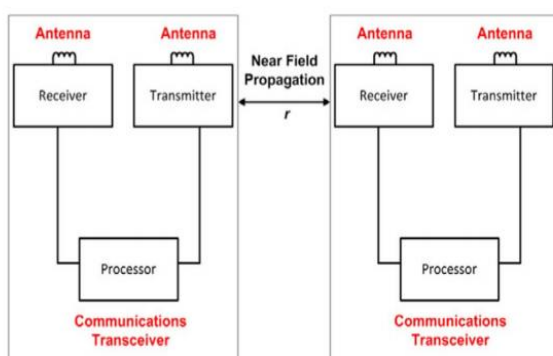 Antenna
Antenna
Receiver
Transmitter
Processor
Communications
Transceiver
Near Field
Propagation
r
Antenna
Antenna
Receiver
Transmitter
Processor
Communications
Transceiver